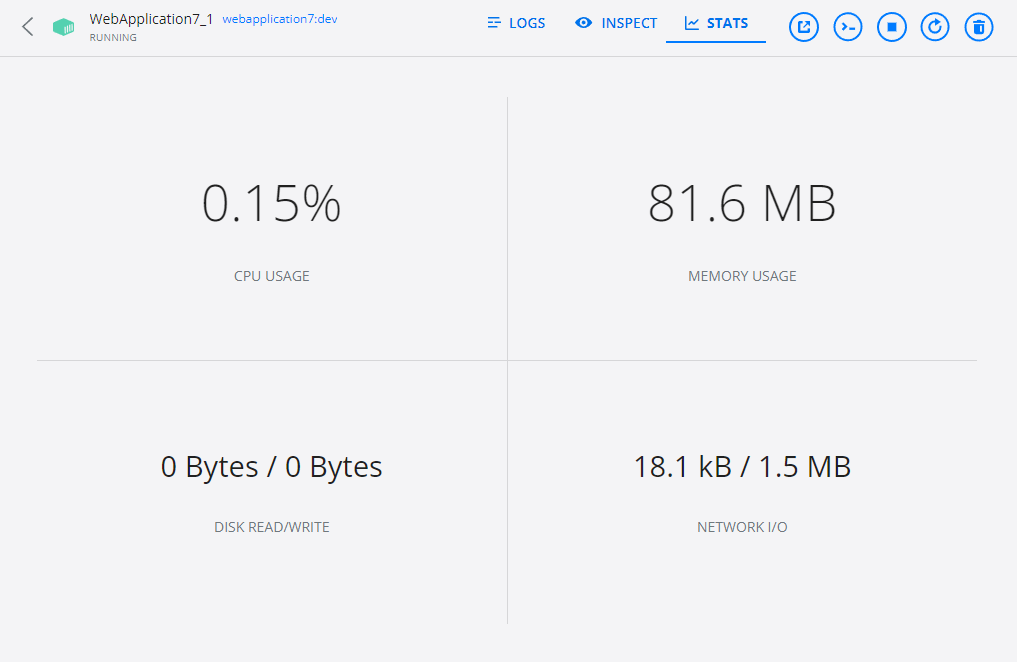 WebApplication7_1 webapplication7:dev
RUNNING
LOGS
INSPECT
STATS
0.15%
CPU USAGE
81.6 MB
MEMORY USAGE
0 Bytes / 0 Bytes
DISK READ/WRITE
18.1 kB / 1.5 MB
NETWORK I/O